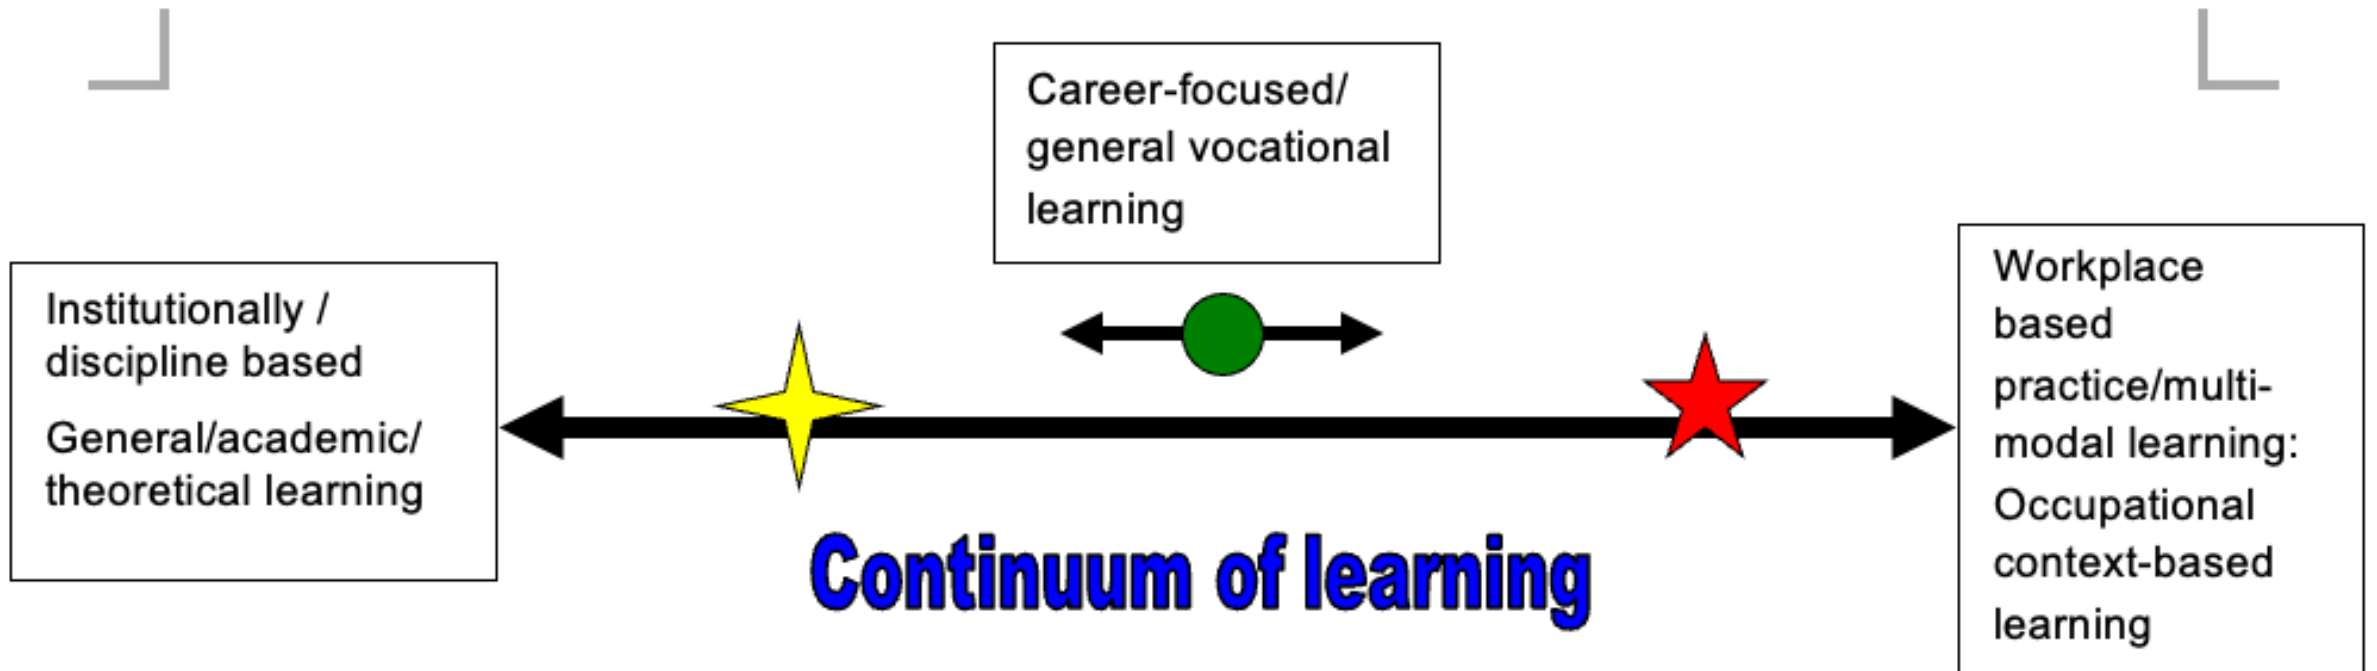 Career-focused/
general vocational
learning
Institutionally /
discipline based
General/academic/
theoretical learning
Workplace
based
practice/multi-
modal learning:
Occupational
context-based
learning
Continuum of learning